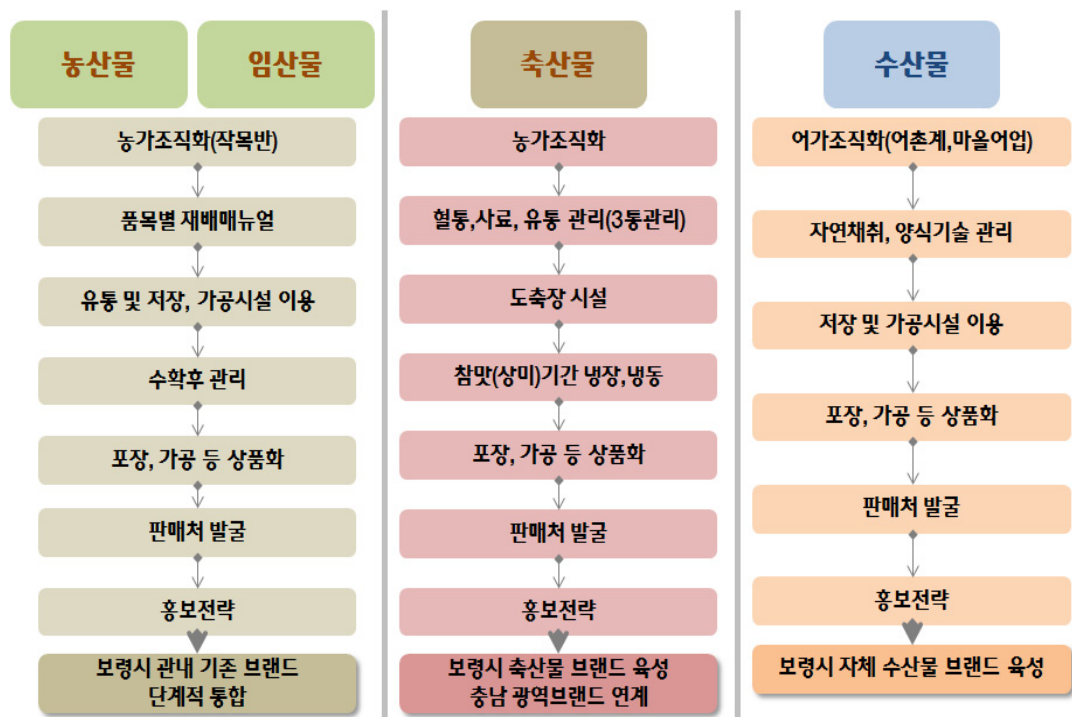 농산물
임산물
농가조직화(작목반)
품목별 재배매뉴얼
유통 및 저장, 가공시설 이용
수확후 관리
포장, 가공 등 상품화
판매처 발굴
홍보전략
보령시 관내 기존 브랜드
단계적 통합
축산물
농가조직화
혈통,사료, 유통 관리(3통관리)
도축장 시설
참맛(상미)기간 냉장,냉동
포장, 가공 등 상품화
판매처 발굴
홍보전략
보령시 축산물 브랜드 육성
충남 광역브랜드 연계
수산물
어가조직화(어촌계,마을어업)
자연채취, 양식기술 관리
저장 및 가공시설 이용
포장, 가공 등 상품화
판매처 발굴
홍보전략
보령시 자체 수산물 브랜드 육성